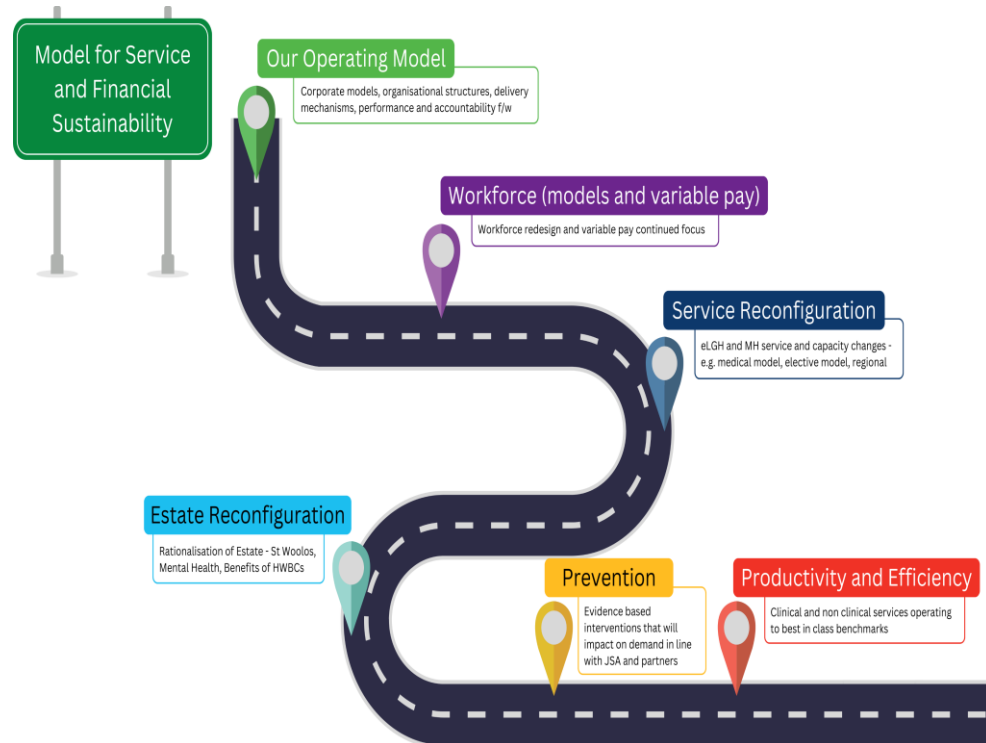 Model for Service
and Financial
Sustainability
Our Operating Model
Corporate models, organisational structures, delivery
mechanisms, performance and accountability f/w
Workforce (models and variable pay)
Workforce redesign and variable pay continued focus
Service Reconfiguration
eLGH and MH service and capacity changes -
e.g. medical model, elective model, regional
Estate Reconfiguration
Rationalisation of Estate - St Woolos,
Mental Health, Benefits of HWBCs
Prevention
Evidence based
interventions that will
impact on demand in line
with JSA and partners
Productivity and Efficiency
Clinical and non clinical services operating
to best in class benchmarks